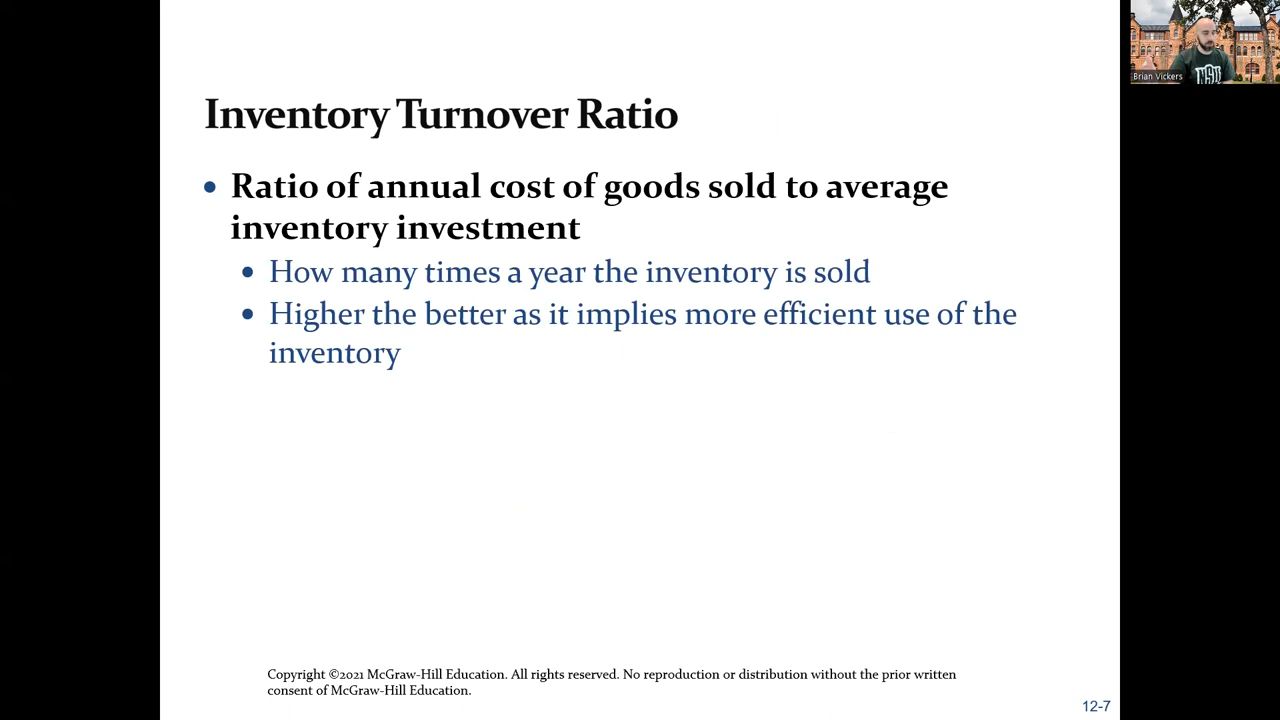 Inventory Turnover Ratio
• Ratio of annual cost of goods sold to average
inventory investment
• How many times a year the inventory is sold
• Higher the better as it implies more efficient use of the
inventory
Copyright ©2021 McGraw-Hill Education. All rights reserved. No reproduction or distribution without the prior written
consent of McGraw-Hill Education.
12-7
Brian Vickers
NSU